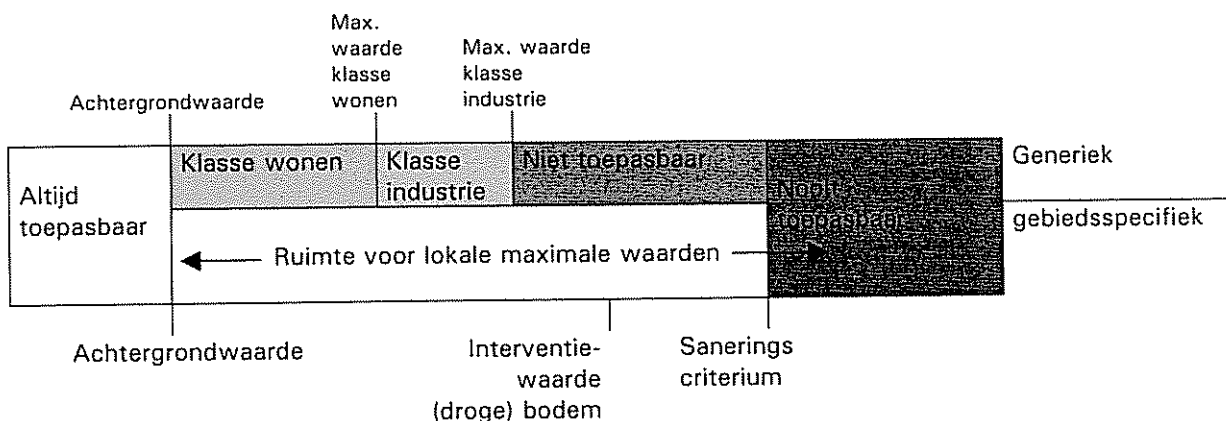 Max.
waarde
klasse
wonen
Max. waarde
klasse
industrie
Achtergrondwaarde
Klasse wonen
Klasse
industrie
Niet toepasbaar
Nooit
toepasbaar
Generiek
Altijd
toepasbaar
gebiedsspecifiek
Ruimte voor lokale maximale waarden
Achtergrondwaarde
Interventie-
waarde
(droge) bodem
Sanerings
criterium